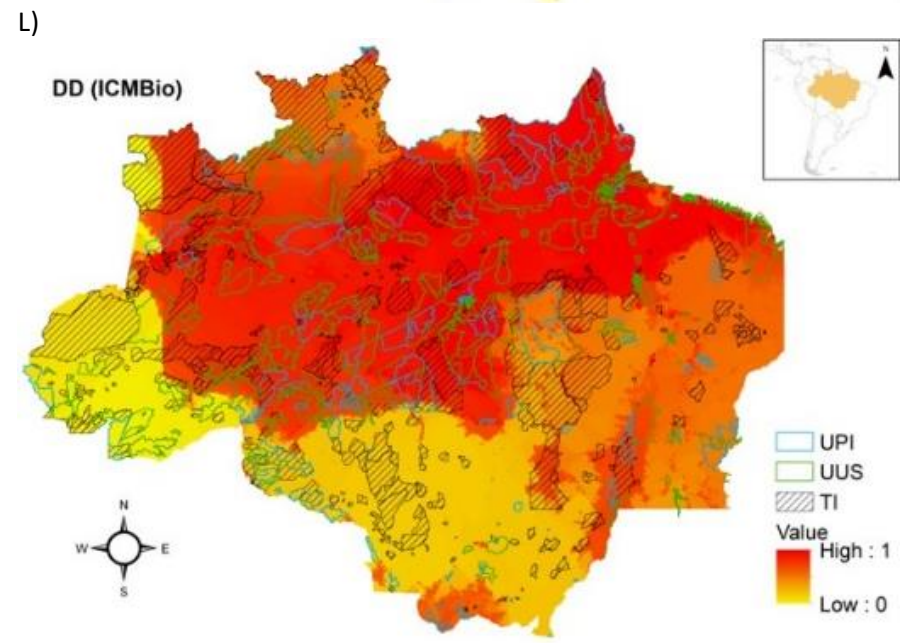 L)
DD (ICMBio)
N
N
W E
S
UPI
UUS
TI
Value
High : 1
Low : 0